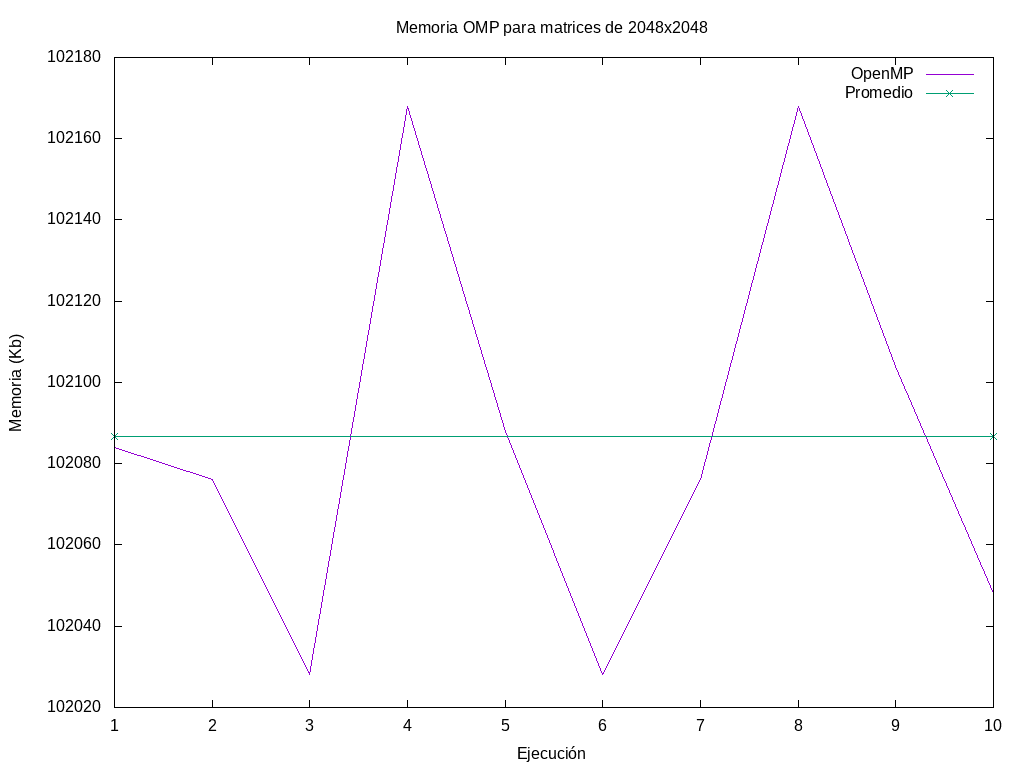 Memoria OMP para matrices de 2048x2048
102180
102160
102140
102120
102100
102080
102060
102040
102020
Memoria (Kb)
OpenMP
Promedio
1 2 3 4 5 6 7 8 9 10
Ejecución